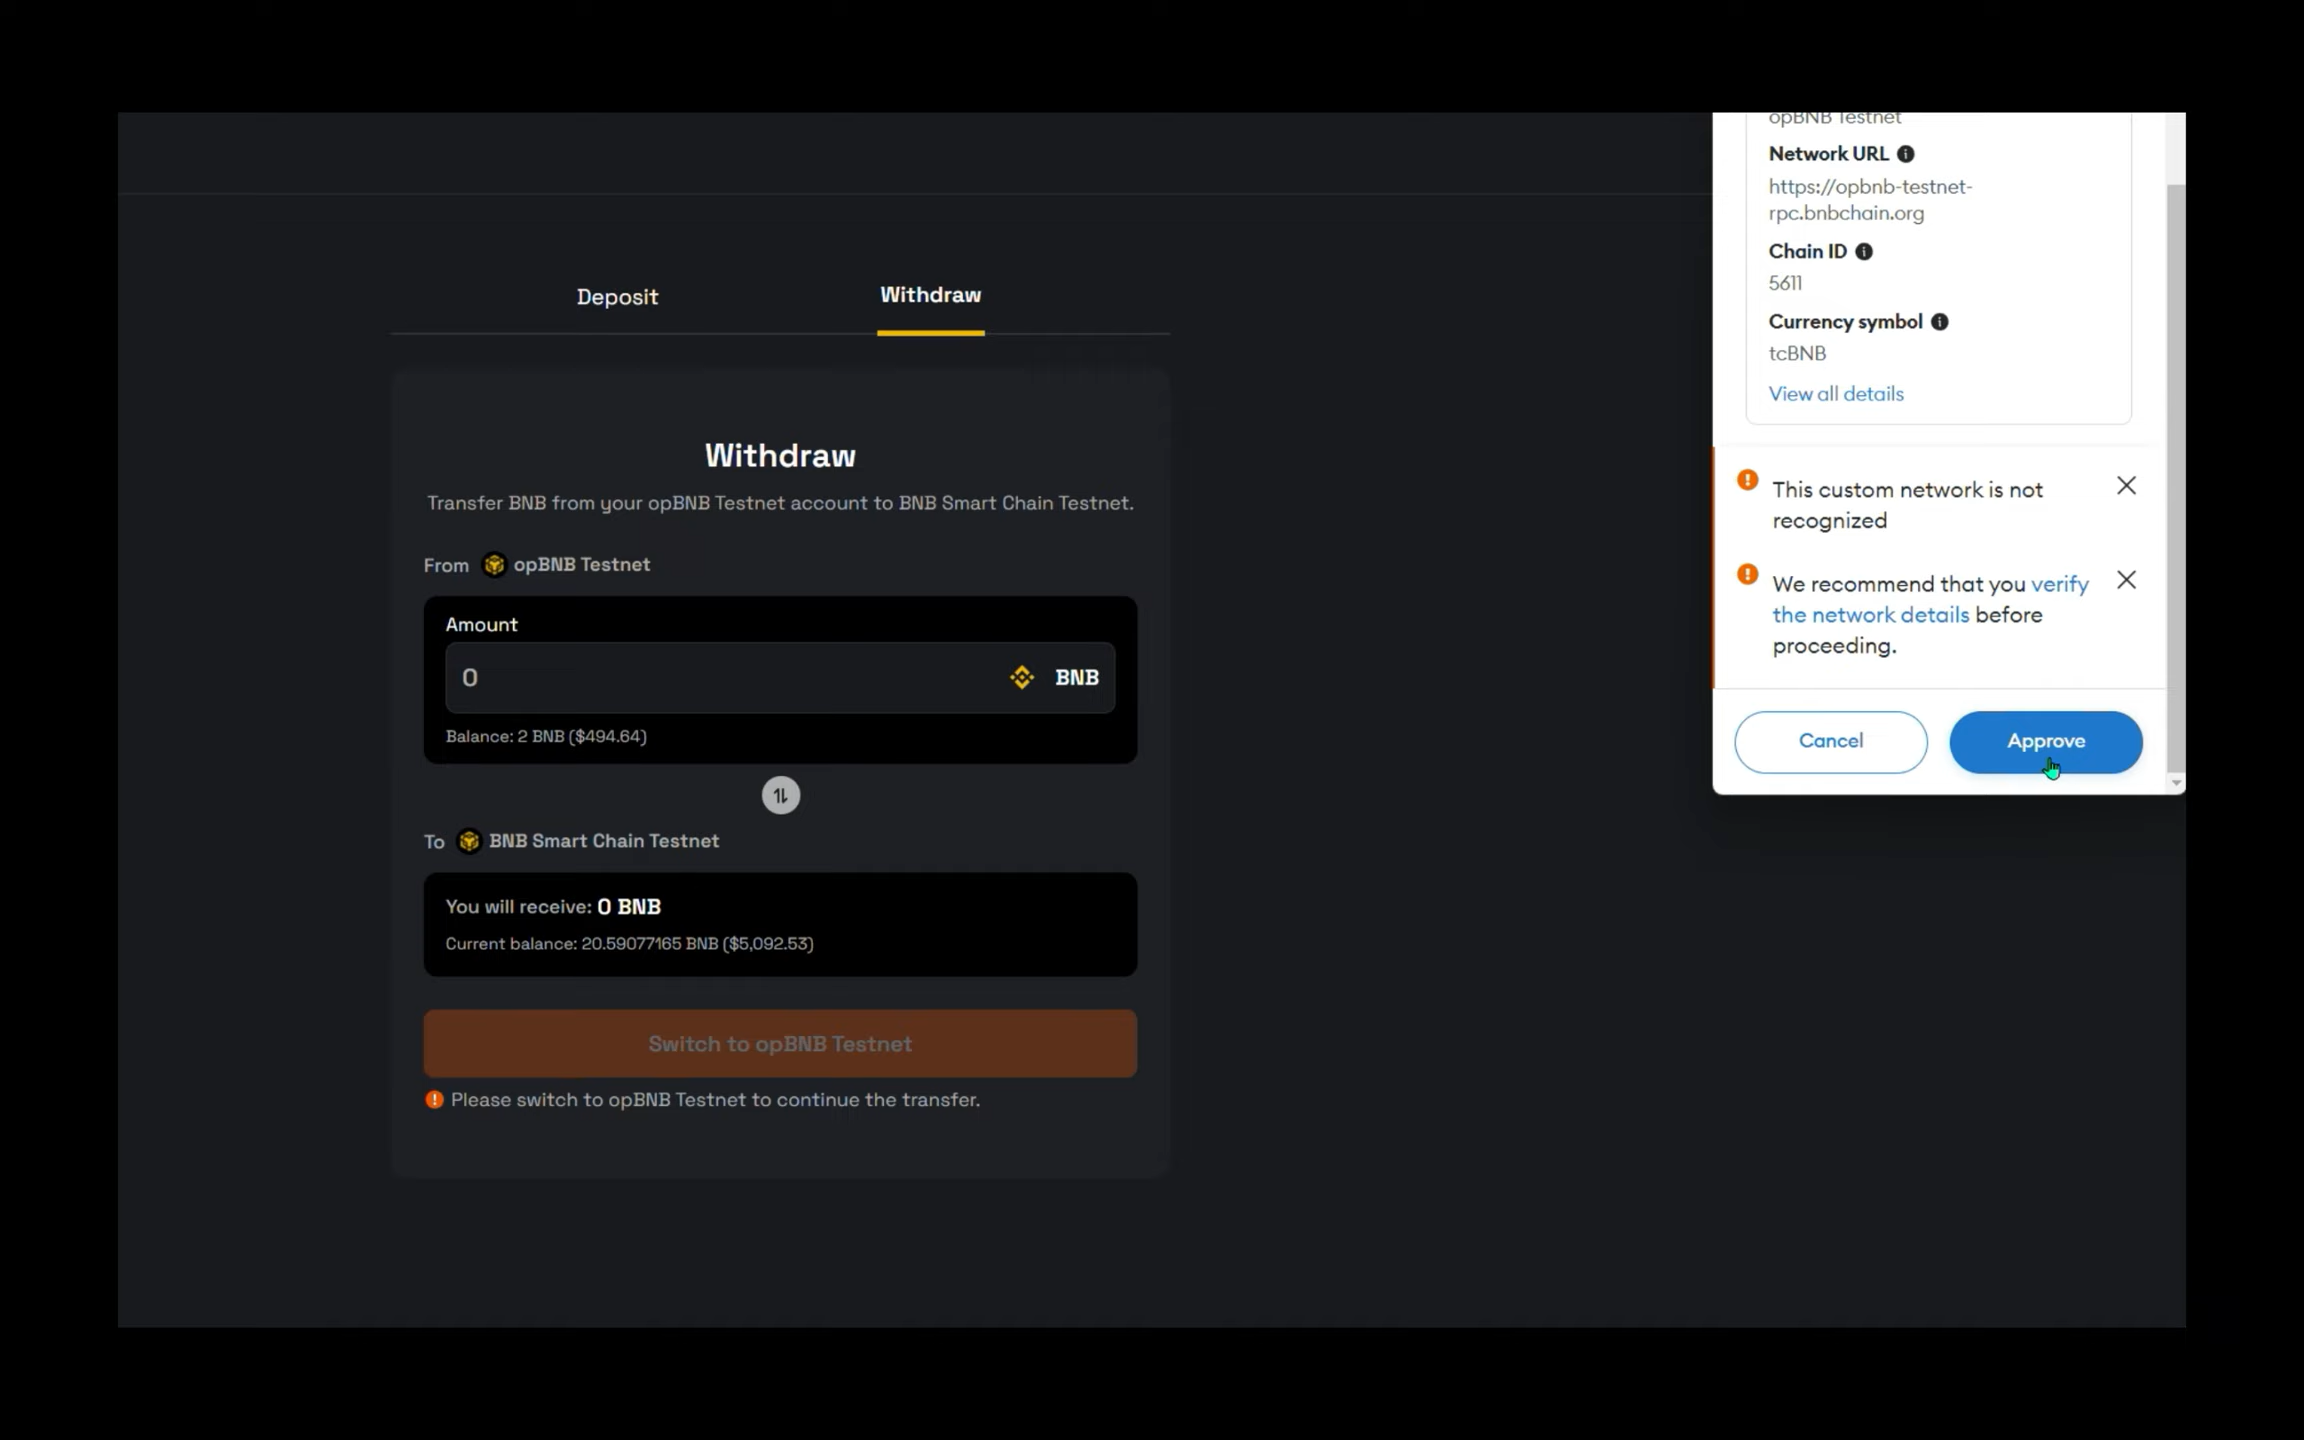 Deposit
Withdraw
Withdraw
Transfer BNB from your opBNB Testnet account to BNB Smart Chain Testnet.
From opBNB Testnet
Amount
0 BNB
Balance: 2 BNB ($494.64)
To BNB Smart Chain Testnet
You will receive: 0 BNB
Current balance: 20.59077165 BNB ($5,092.53)
Switch to opBNB Testnet
Please switch to opBNB Testnet to continue the transfer.
opBNB Testnet
Network URL
https://opbnb-testnet-
rpc.bnbchain.org
Chain ID
5611
Currency symbol
tcBNB
View all details
This custom network is not
recognized
We recommend that you verify
the network details before
proceeding.
Cancel
Approve